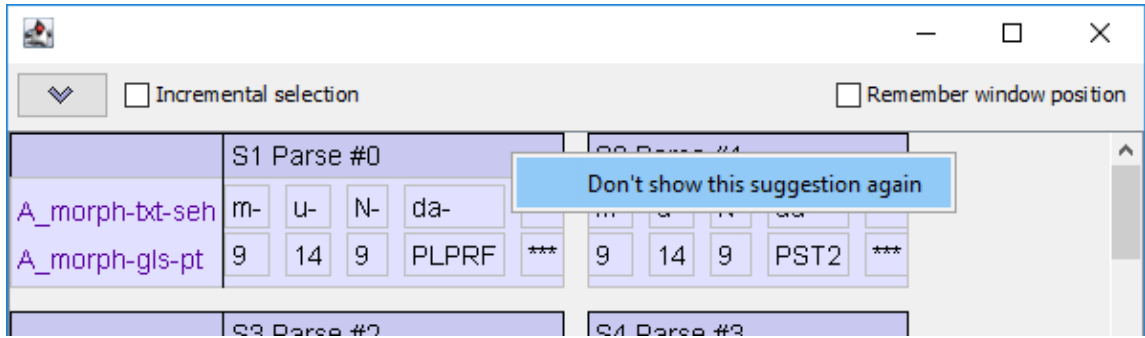 Incremental selection Remember window position
S1 Parse #0
Don't show this suggestion again
A_morph-txt-seh m- u- N- da-
A_morph-gls-pt 9 14 9 PLPRF *** 9 14 9 PST2 ***
S3 Parse #2 S4 Parse #3